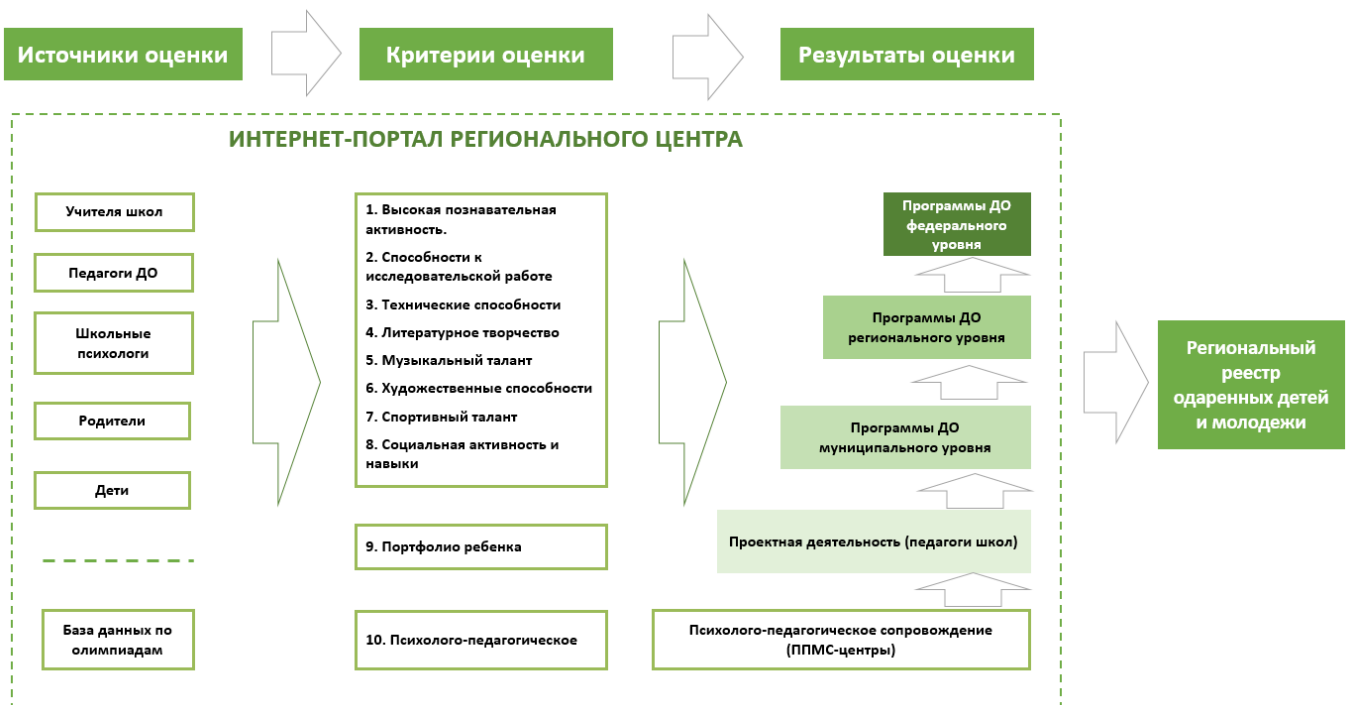 Источники оценки
Критерии оценки
Результаты оценки
ИНТЕРНЕТ-ПОРТАЛ РЕГИОНАЛЬНОГО ЦЕНТРА
Учителя школ
Педагоги ДО
Школьные
психологи
Родители
Дети
База данных по
олимпиадам
1. Высокая познавательная
активность.
2. Способности к
исследовательской работе
3. Технические способности
4. Литературное творчество
5. Музыкальный талант
6. Художественные способности
7. Спортивный талант
8. Социальная активность и
навыки
9. Портфолио ребенка
10. Психолого-педагогическое
Программы ДО
федерального
уровня
Программы ДО
регионального уровня
Программы ДО
муниципального уровня
Проектная деятельность (педагоги школ)
Психолого-педагогическое сопровождение
(ППМС-центры)
Региональный
реестр
одаренных детей
и молодежи